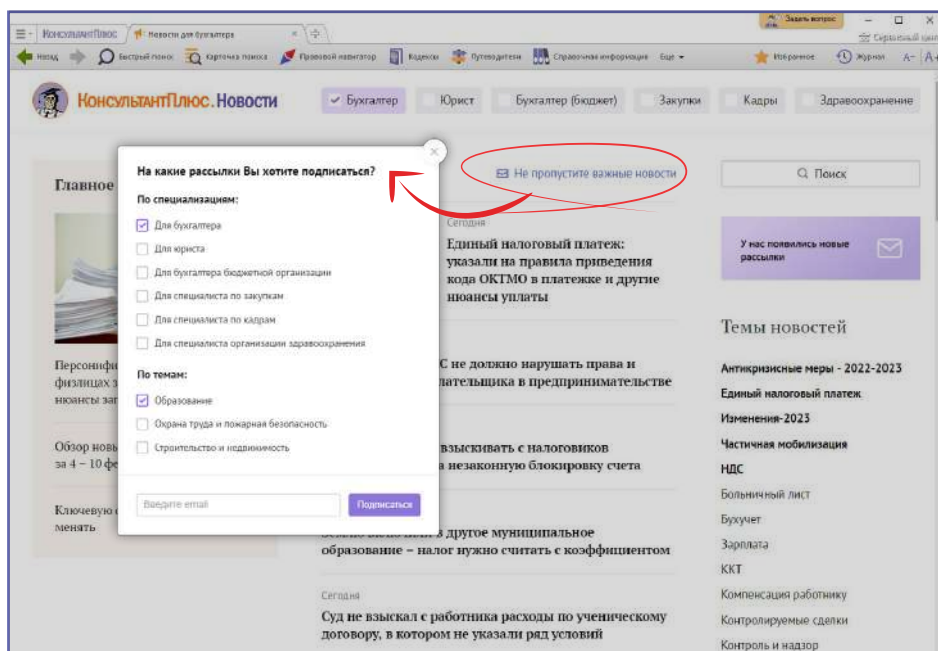 Задать вопрос
КонсультантПлюс
Новости для бухгалтера
Назад
Быстрый поиск
Карточка поиска
Правовой навигатор
Кодексы
Путеводители
Справочная информация
Еще
Избранное
Журнал
А-
А+
КонсультантПлюс.Новости
Бухгалтер
Юрист
Бухгалтер (бюджет)
Закупки
Кадры
Здравоохранение
Главное
На какие рассылки Вы хотите подписаться?
По специализациям:
Для бухгалтера
Для юриста
Для бухгалтера бюджетной организации
Для специалиста по закупкам
Для специалиста по кадрам
Для специалиста организации здравоохранения
По темам:
Образование
Охрана труда и пожарная безопасность
Строительство и недвижимость
Введите email
Подписаться
физлицах з
нюансы заг
Обзор новы
за 4 – 10 фе
Ключевую с
менять
Не пропустите важные новости
Сегодня
Единый налоговый платеж:
указали на правила приведения
кода ОКТМО в платежке и другие
нюансы уплаты
С не должно нарушать права и
лательщика в предпринимательстве
взыскивать с налоговиков
а незаконную блокировку счета
в другое муниципальное
образование – налог нужно считать с коэффициентом
Сегодня
Суд не взыскал с работника расходы по ученическому
договору, в котором не указали ряд условий
Поиск
У нас появились новые
рассылки
Темы новостей
Антикризисные меры - 2022-2023
Единый налоговый платеж
Изменения-2023
Частичная мобилизация
НДС
Больничный лист
Бухучет
Зарплата
ККТ
Компенсация работнику
Контролируемые сделки
Контроль и надзор